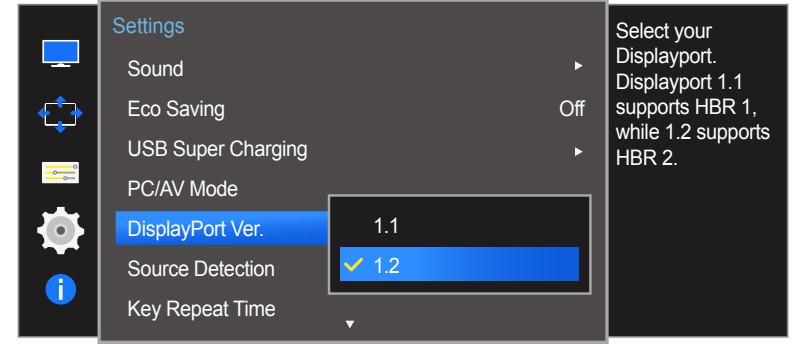 Settings
Sound
Eco Saving Off
USB Super Charging
PC/AV Mode
DisplayPort Ver.
1.1
1.2
Source Detection
Key Repeat Time
Select your
Displayport.
Displayport 1.1
supports HBR 1,
while 1.2 supports
HBR 2.